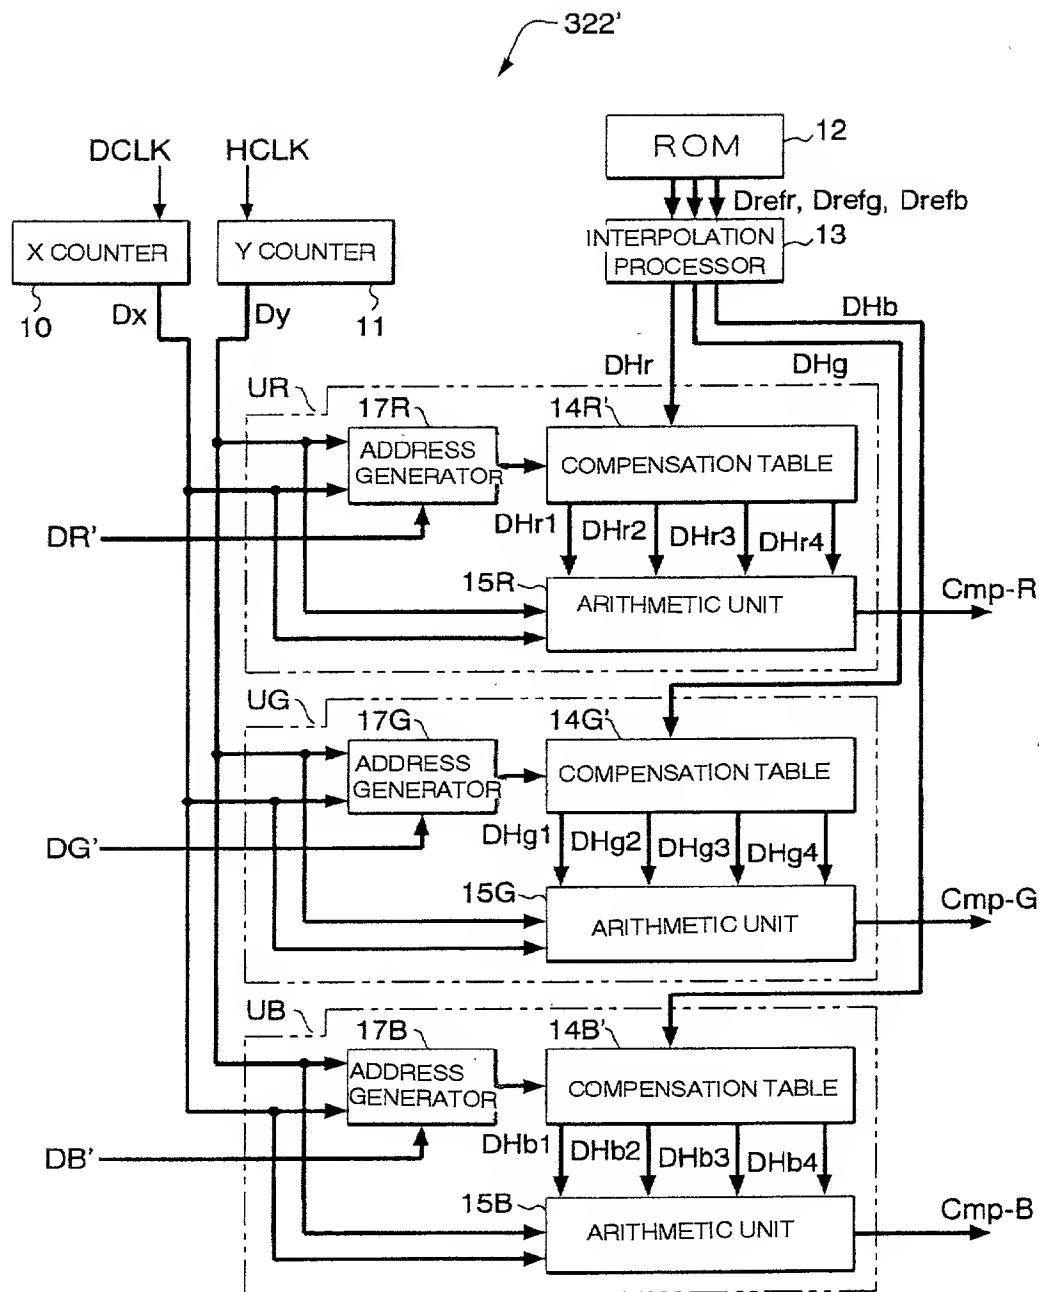 322'
DCLK
HCLK
ROM
12
Drefr, Drefg, Drefb
X COUNTER
Y COUNTER
INTERPOLATION
PROCESSOR
13
10
Dx
Dy
11
DHb
DHr
DHg
UR
17R
14R'
ADDRESS
GENERATOR
COMPENSATION TABLE
DR'
DHr1
DHr2
DHr3
DHr4
15R
ARITHMETIC UNIT
Cmp-R
UG
17G
14G'
ADDRESS
GENERATOR
COMPENSATION TABLE
DG'
DHg1
DHg2
DHg3
DHg4
15G
ARITHMETIC UNIT
Cmp-G
UB
17B
14B'
ADDRESS
GENERATOR
COMPENSATION TABLE
DB'
DHb1
DHb2
DHb3
DHb4
15B
ARITHMETIC UNIT
Cmp-B